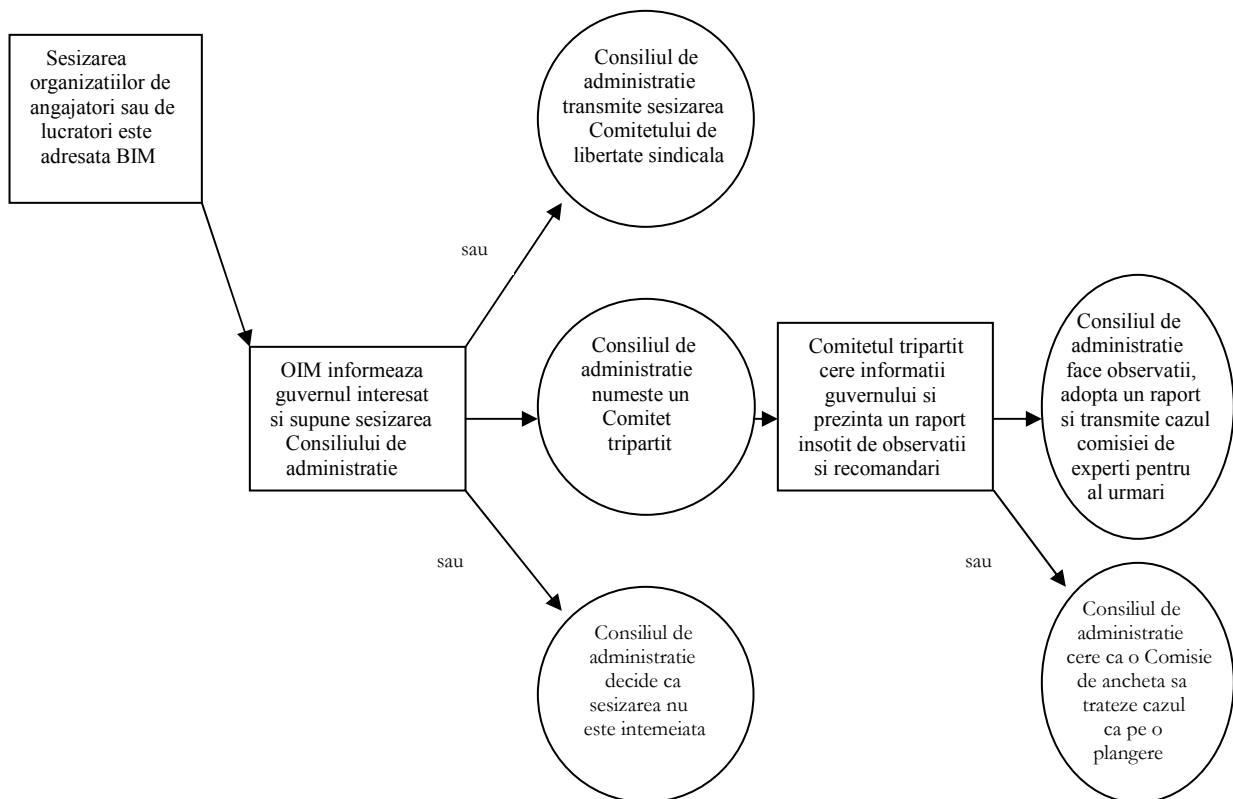 Sesizarea
organizatiilor de
angajatori sau de
lucratori este
adresata BIM
OIM informeaza
guvernul interesat
si supune sesizarea
Consiliului de
administratie
sau
Consiliul de
administratie
transmite sesizarea
Comitetului de
libertate sindicala
Consiliul de
administratie
numeste un
Comitet
tripartit
sau
Consiliul de
administratie
decide ca
sesizarea nu
este intemeiata
Comitetul tripartit
cere informatii
guvernului si
prezinta un raport
insotit de observatii
si recomandari
Consiliul de
administratie
face observatii,
adopta un raport
si transmite cazul
comisiei de
experti pentru
al urmari
sau
Consiliul de
administratie
cere ca o Comisie
de ancheta sa
trateze cazul
ca pe o
plangere